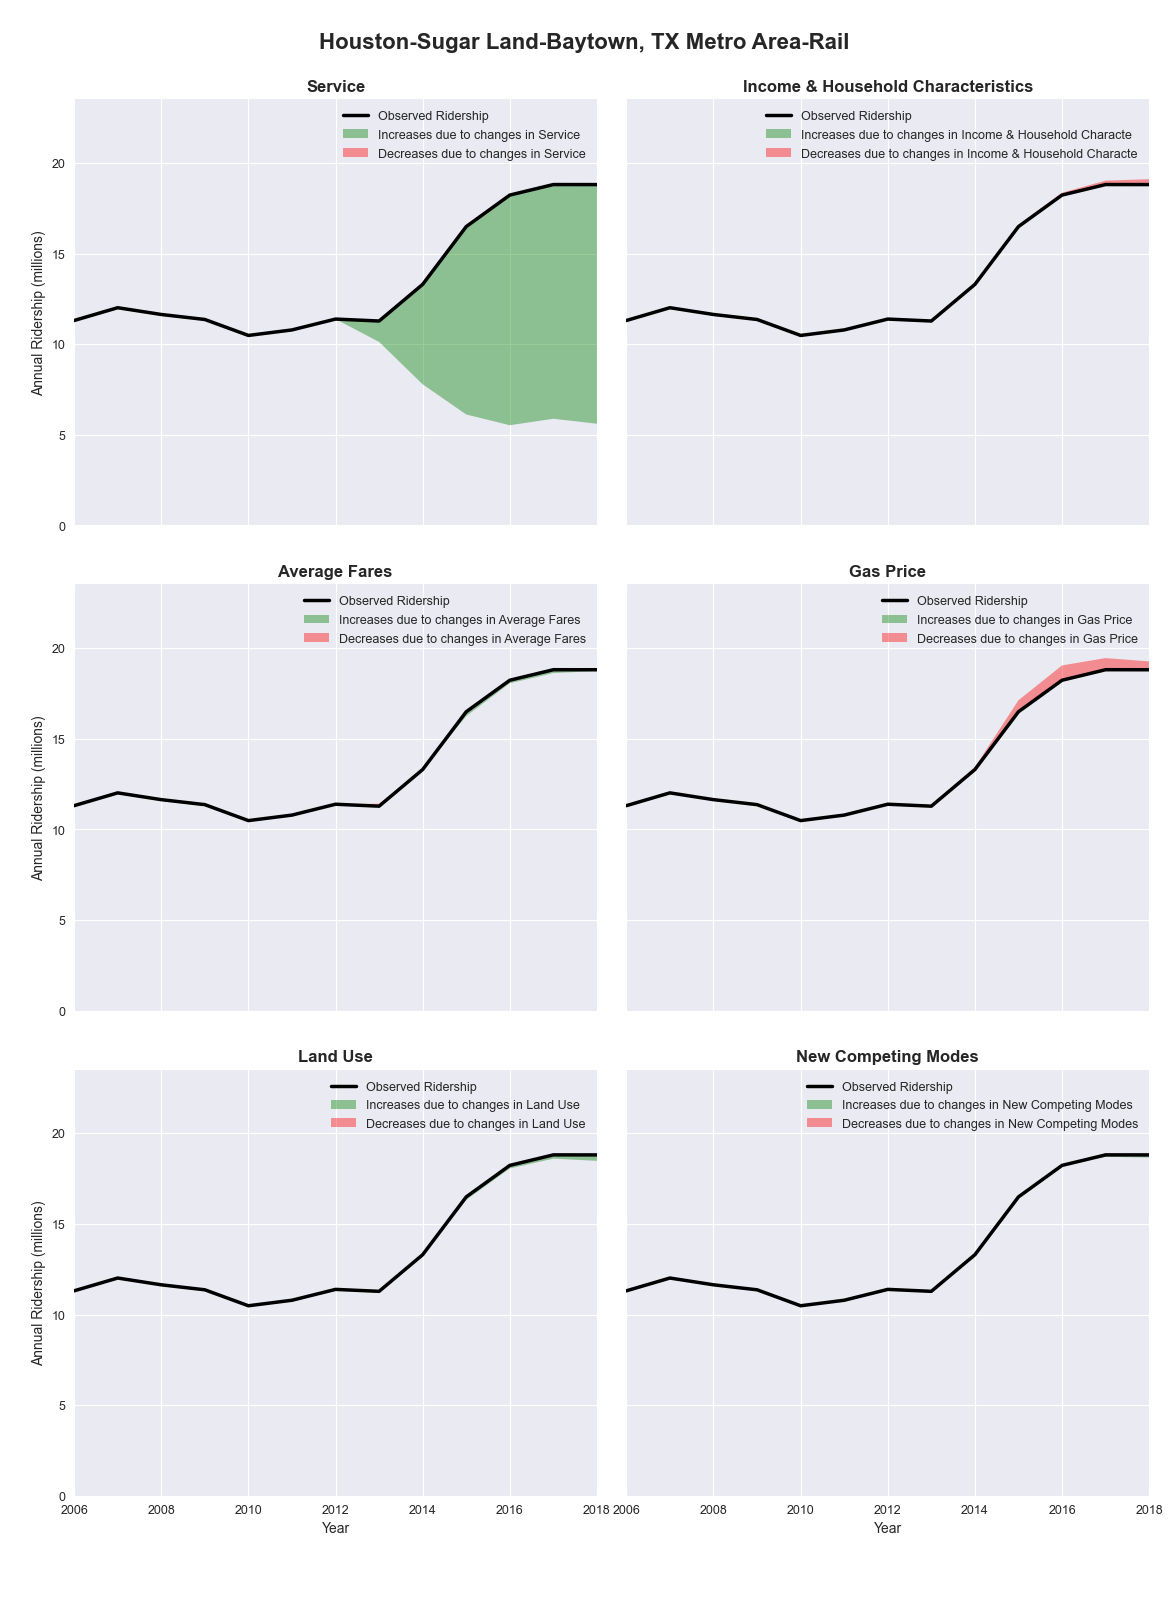 Houston-Sugar Land-Baytown, TX Metro Area-Rail
Service
Observed Ridership
Increases due to changes in Service
Decreases due to changes in Service
20
15
10
5
0
Annual Ridership (millions)
Income & Household Characteristics
Observed Ridership
Increases due to changes in Income & Household Characte
Decreases due to changes in Income & Household Characte
Average Fares
Observed Ridership
Increases due to changes in Average Fares
Decreases due to changes in Average Fares
20
15
10
5
0
Annual Ridership (millions)
Gas Price
Observed Ridership
Increases due to changes in Gas Price
Decreases due to changes in Gas Price
Land Use
Observed Ridership
Increases due to changes in Land Use
Decreases due to changes in Land Use
20
15
10
5
0
Annual Ridership (millions)
2006 2008 2010 2012 2014 2016 2018
Year
New Competing Modes
Observed Ridership
Increases due to changes in New Competing Modes
Decreases due to changes in New Competing Modes
2006 2008 2010 2012 2014 2016 2018
Year